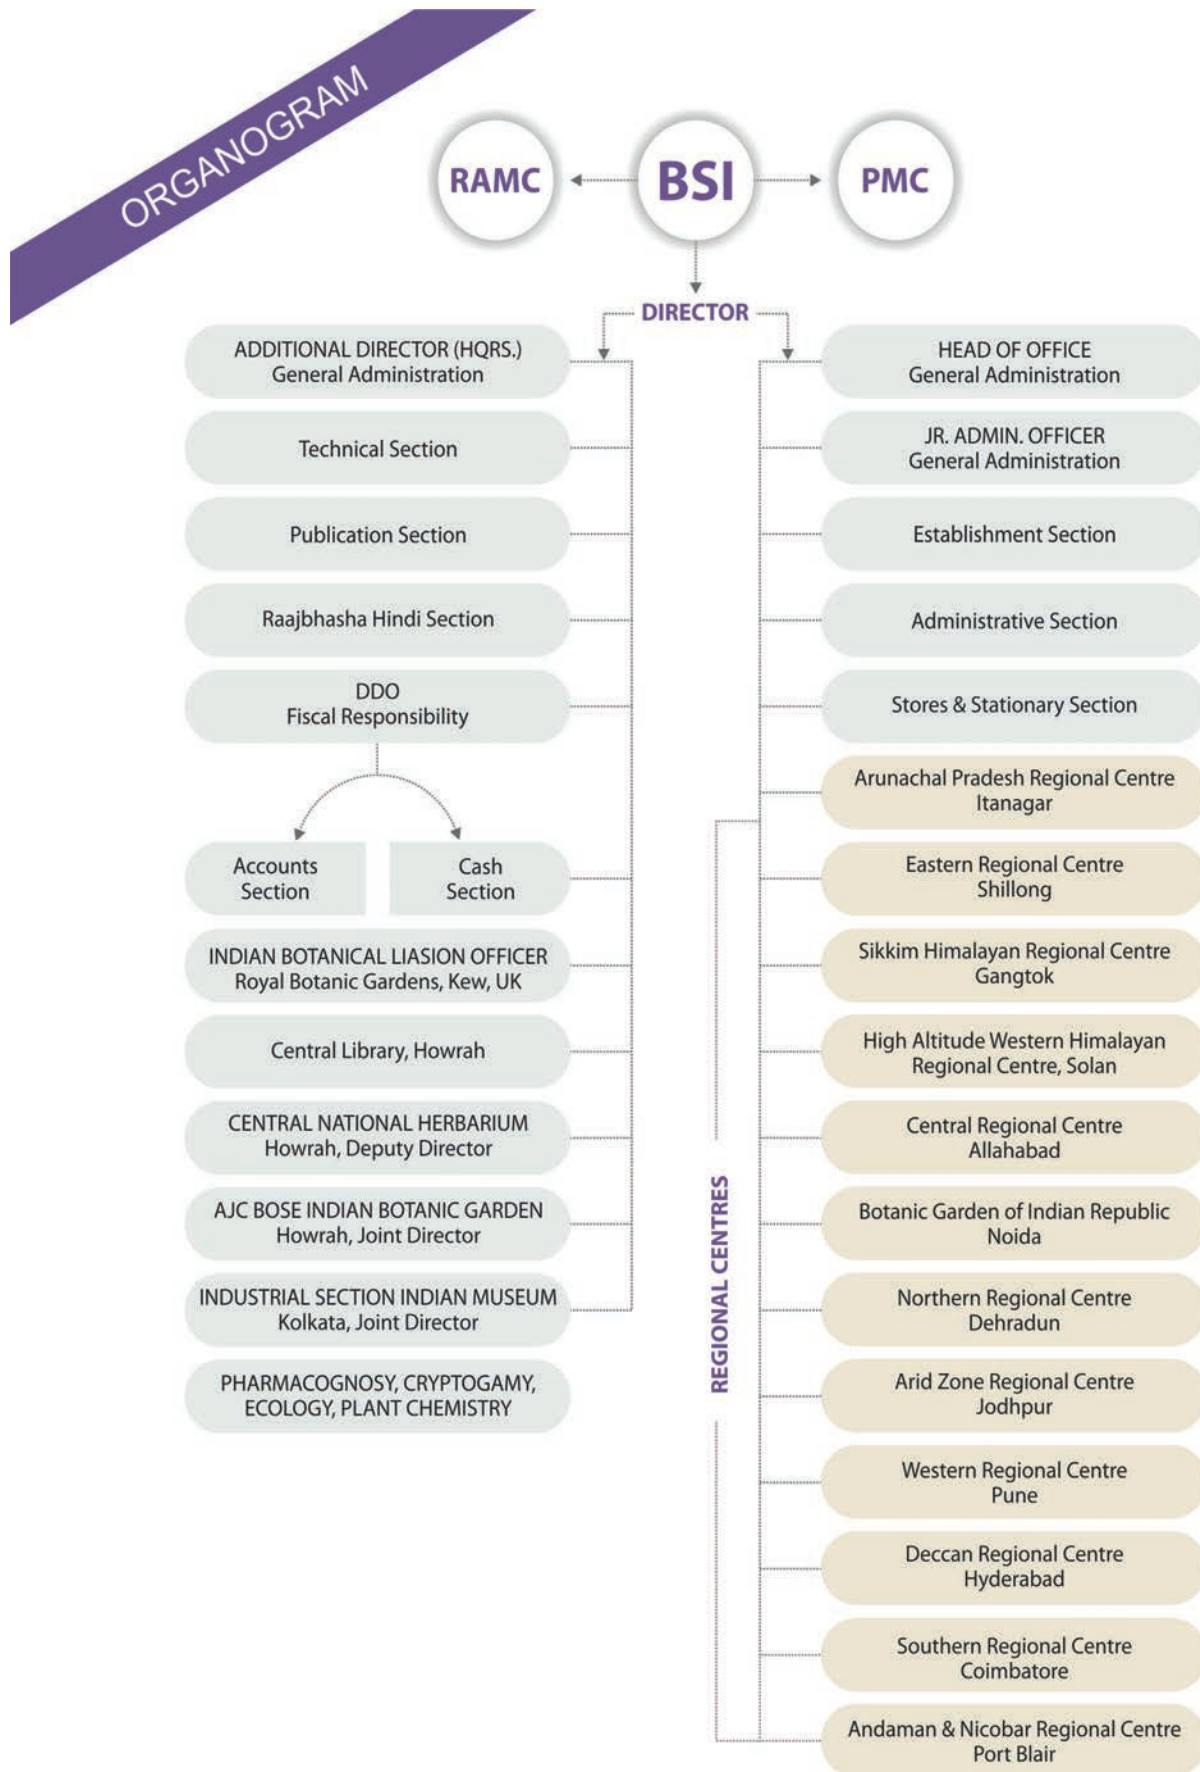 ORGANOGRAM
RAMC
BSI
PMC
DIRECTOR
ADDITIONAL DIRECTOR (HQRS.)
General Administration
Technical Section
Publication Section
Raajbhasha Hindi Section
DDO
Fiscal Responsibility
Accounts
Section
Cash
Section
INDIAN BOTANICAL LIASION OFFICER
Royal Botanic Gardens, Kew, UK
Central Library, Howrah
CENTRAL NATIONAL HERBARIUM
Howrah, Deputy Director
AJC BOSE INDIAN BOTANIC GARDEN
Howrah, Joint Director
INDUSTRIAL SECTION INDIAN MUSEUM
Kolkata, Joint Director
PHARMACOGNOSY, CRYPTOGAMY,
ECOLOGY, PLANT CHEMISTRY
HEAD OF OFFICE
General Administration
JR. ADMIN. OFFICER
General Administration
Establishment Section
Administrative Section
Stores & Stationary Section
REGIONAL CENTRES
Arunachal Pradesh Regional Centre
Itanagar
Eastern Regional Centre
Shillong
Sikkim Himalayan Regional Centre
Gangtok
High Altitude Western Himalayan
Regional Centre, Solan
Central Regional Centre
Allahabad
Botanic Garden of Indian Republic
Noida
Northern Regional Centre
Dehradun
Arid Zone Regional Centre
Jodhpur
Western Regional Centre
Pune
Deccan Regional Centre
Hyderabad
Southern Regional Centre
Coimbatore
Andaman & Nicobar Regional Centre
Port Blair